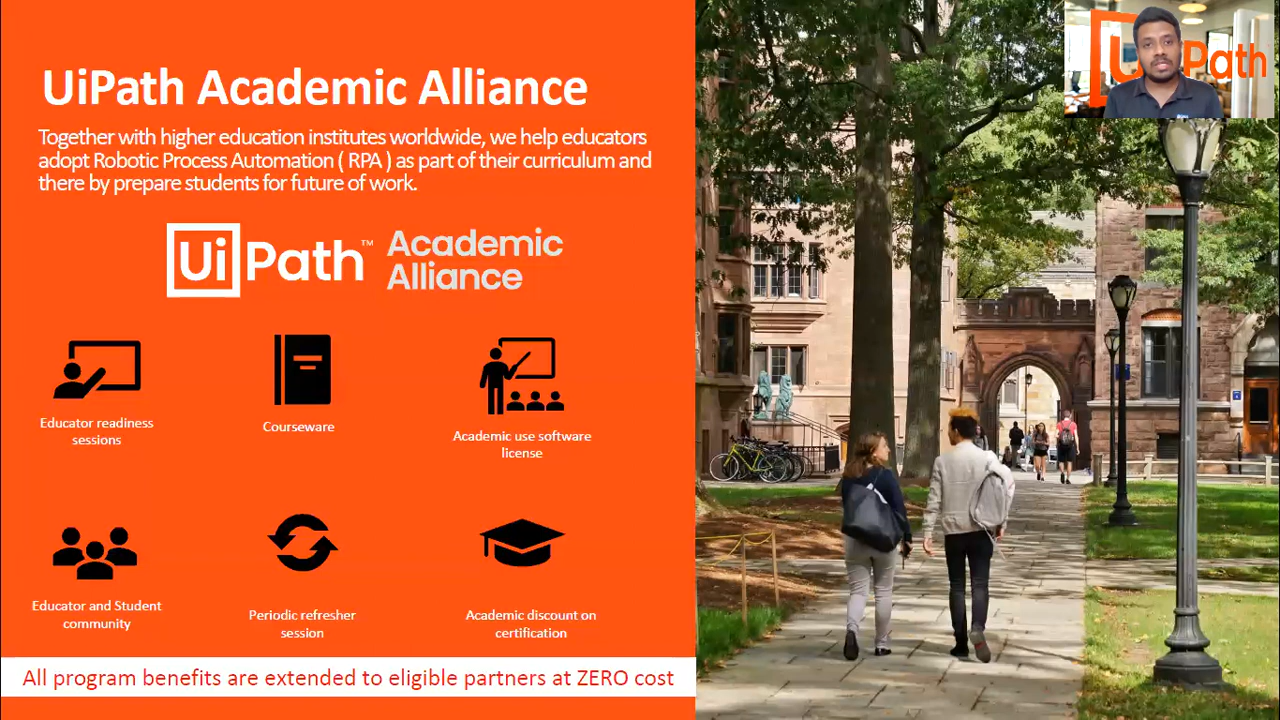 UiPath Academic Alliance
Together with higher education institutes worldwide, we help educators
adopt Robotic Process Automation ( RPA ) as part of their curriculum and
there by prepare students for future of work.
UiPath™ Academic
Alliance
Educator readiness
sessions
Courseware
Academic use software
license
Educator and Student
community
Periodic refresher
session
Academic discount on
certification
All program benefits are extended to eligible partners at ZERO cost
Path